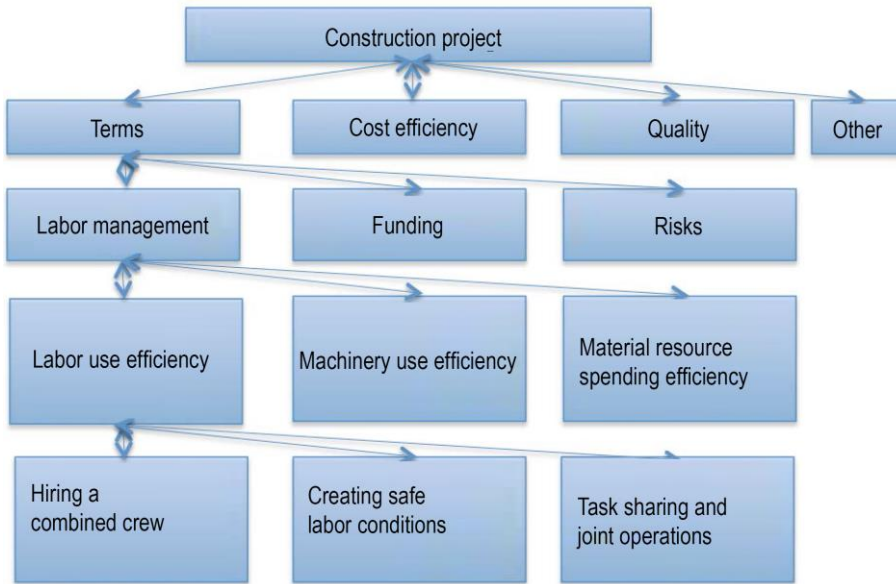 Construction project
Terms
Cost efficiency
Quality
Other
Labor management
Funding
Risks
Labor use efficiency
Machinery use efficiency
Material resource
spending efficiency
Hiring a
combined crew
Creating safe
labor conditions
Task sharing and
joint operations